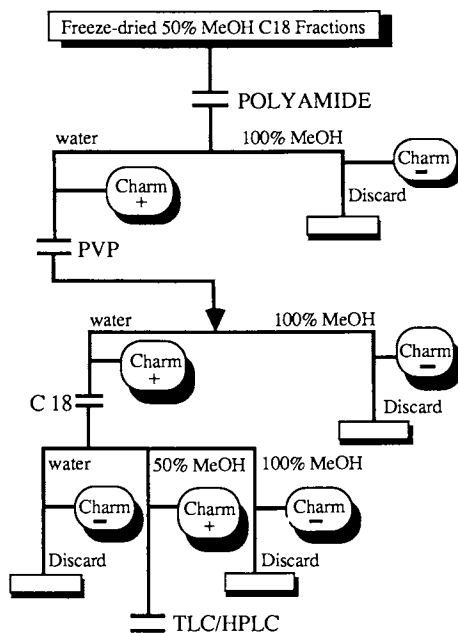 Freeze-dried 50% MeOH C18 Fractions
POLYAMIDE
water
100% MeOH
Charm
−
Charm
+
Discard
PVP
water
100% MeOH
Charm
+
Charm
−
C 18
Discard
water
50% MeOH
100% MeOH
Charm
−
Charm
+
Charm
−
Discard
Discard
TLC/HPLC